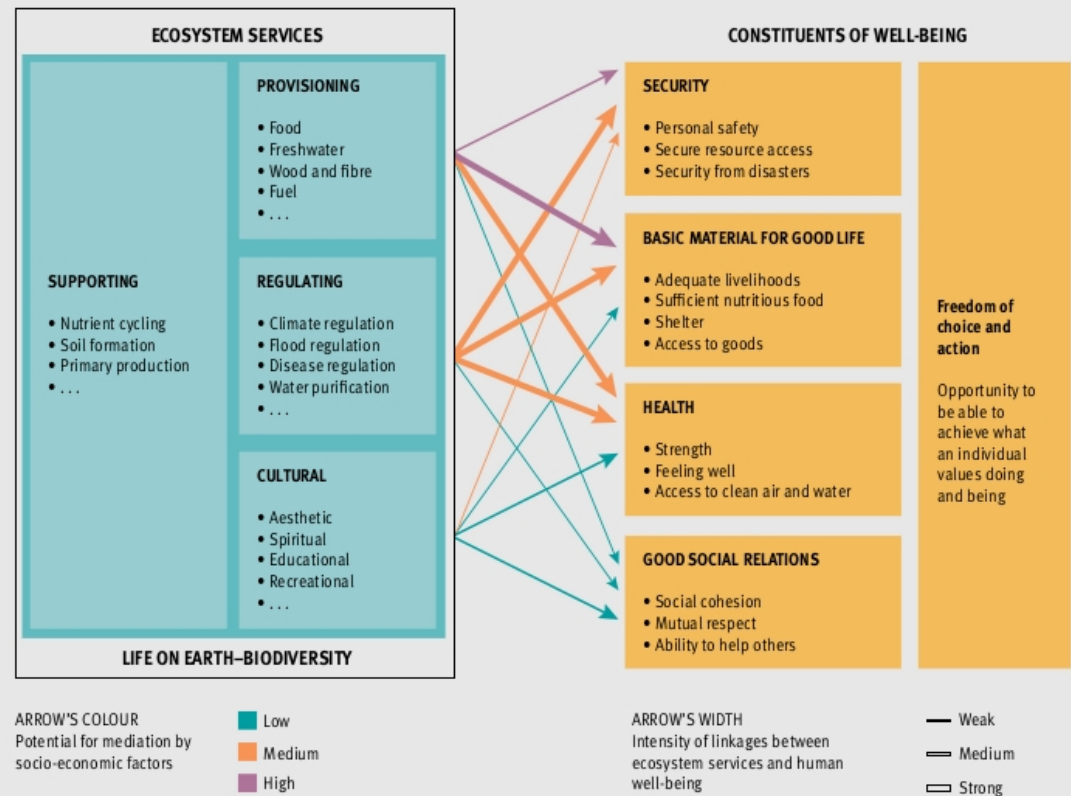 ECOSYSTEM SERVICES
SUPPORTING
• Nutrient cycling
• Soil formation
• Primary production
• . . .
PROVISIONING
• Food
• Freshwater
• Wood and fibre
• Fuel
• . . .
REGULATING
• Climate regulation
• Flood regulation
• Disease regulation
• Water purification
• . . .
CULTURAL
• Aesthetic
• Spiritual
• Educational
• Recreational
• . . .
LIFE ON EARTH–BIODIVERSITY
CONSTITUENTS OF WELL-BEING
SECURITY
• Personal safety
• Secure resource access
• Security from disasters
BASIC MATERIAL FOR GOOD LIFE
• Adequate livelihoods
• Sufficient nutritious food
• Shelter
• Access to goods
HEALTH
• Strength
• Feeling well
• Access to clean air and water
GOOD SOCIAL RELATIONS
• Social cohesion
• Mutual respect
• Ability to help others
Freedom of
choice and
action
Opportunity to
be able to
achieve what
an individual
values doing
and being
ARROW'S COLOUR
Potential for mediation by
socio-economic factors
Low
Medium
High
ARROW'S WIDTH
Intensity of linkages between
ecosystem services and human
well-being
Weak
Medium
Strong